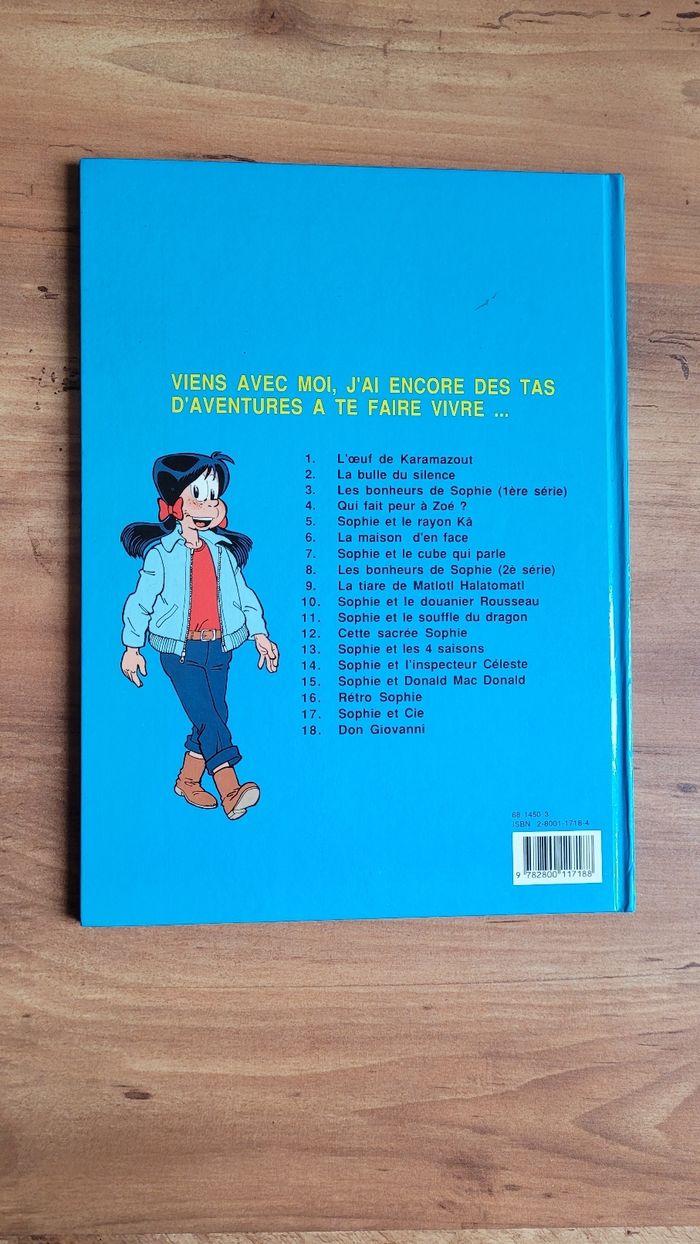 VIENS AVEC MOI, J'AI ENCORE DES TAS
D'AVENTURES A TE FAIRE VIVRE ...
1. L'œuf de Karamazout
2. La bulle du silence
3. Les bonheurs de Sophie (1ère série)
4. Qui fait peur à Zoé ?
5. Sophie et le rayon Kâ
6. La maison d'en face
7. Sophie et le cube qui parle
8. Les bonheurs de Sophie (2è série)
9. La tiare de Matlotl Halatomatl
10. Sophie et le douanier Rousseau
11. Sophie et le souffle du dragon
12. Cette sacrée Sophie
13. Sophie et les 4 saisons
14. Sophie et l'inspecteur Céleste
15. Sophie et Donald Mac Donald
16. Rétro Sophie
17. Sophie et Cie
18. Don Giovanni
68 1450 3
ISBN 2-8001-1718-4
9 782800 117188